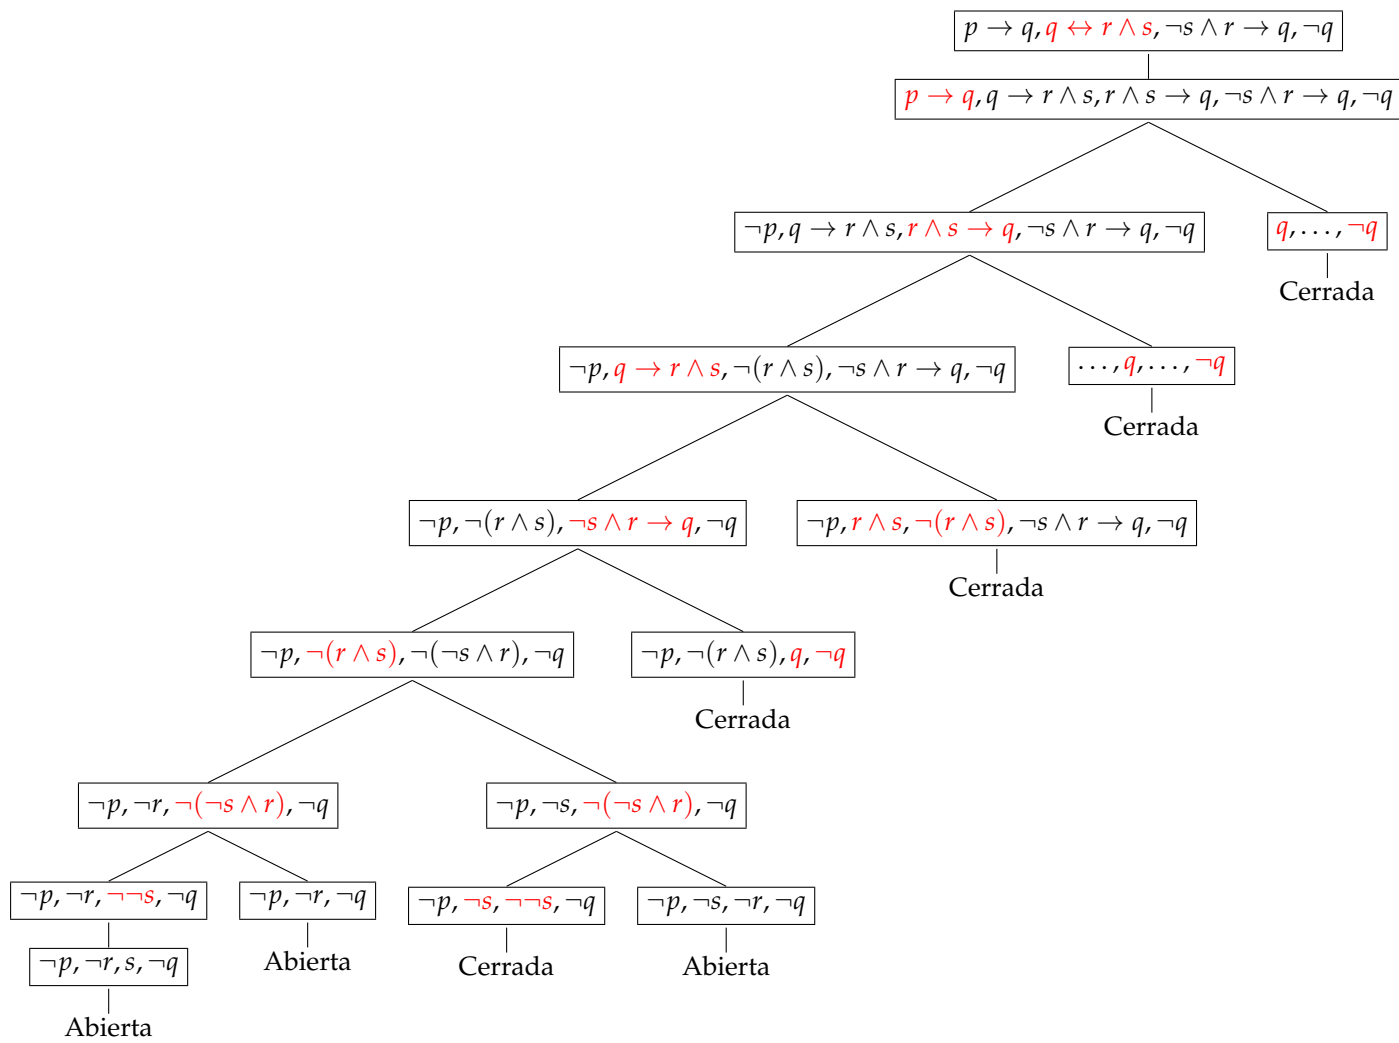 p → q, q ↔ r ∧ s, ¬s ∧ r → q, ¬q
p → q, q → r ∧ s, r ∧ s → q, ¬s ∧ r → q, ¬q
¬p, q → r ∧ s, r ∧ s → q, ¬s ∧ r → q, ¬q
q, . . . , ¬q
Cerrada
¬p, q → r ∧ s, ¬(r ∧ s), ¬s ∧ r → q, ¬q
. . . , q, . . . , ¬q
Cerrada
¬p, ¬(r ∧ s), ¬s ∧ r → q, ¬q
¬p, r ∧ s, ¬(r ∧ s), ¬s ∧ r → q, ¬q
Cerrada
¬p, ¬(r ∧ s), ¬(¬s ∧ r), ¬q
¬p, ¬(r ∧ s), q, ¬q
Cerrada
¬p, ¬r, ¬(¬s ∧ r), ¬q
¬p, ¬s, ¬(¬s ∧ r), ¬q
¬p, ¬r, ¬¬s, ¬q
¬p, ¬r, ¬q
¬p, ¬s, ¬¬s, ¬q
¬p, ¬s, ¬r, ¬q
¬p, ¬r, s, ¬q
Abierta
Cerrada
Abierta
Abierta